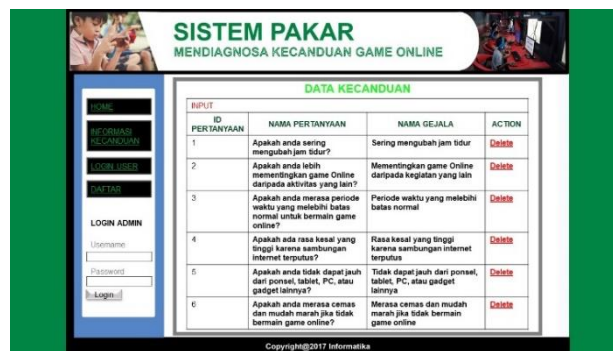 SISTEM PAKAR
MENDIAGNOSA KECANDUAN GAME ONLINE
HOME
INFORMASI
KECANDUAN
LOGIN USER
DAFTAR
LOGIN ADMIN
Username
Password
Login
DATA KECANDUAN
INPUT
ID PERTANYAAN NAMA PERTANYAAN NAMA GEJALA ACTION
1 Apakah anda sering Sering mengubah jam tidur Delete
mengubah jam tidur?
2 Apakah anda lebih Mementingkan game Online Delete
mementingkan game Online daripada kegiatan yang lain
daripada aktivitas yang lain?
3 Apakah anda merasa periode Periode waktu yang melebihi Delete
waktu yang melebihi batas batas normal
normal untuk bermain game
online?
4 Apakah ada rasa kesal yang Rasa kesal yang tinggi Delete
tinggi karena sambungan karena sambungan internet
internet terputus? terputus
5 Apakah anda tidak dapat jauh Tidak dapat jauh dari ponsel, Delete
dari ponsel, tablet, PC, atau tablet, PC, atau gadget
gadget lainnya? lainnya
6 Apakah anda merasa cemas Merasa cemas dan mudah Delete
dan mudah marah jika tidak marah jika tidak bermain
bermain game online? game online
Copyright@2017 Informatika